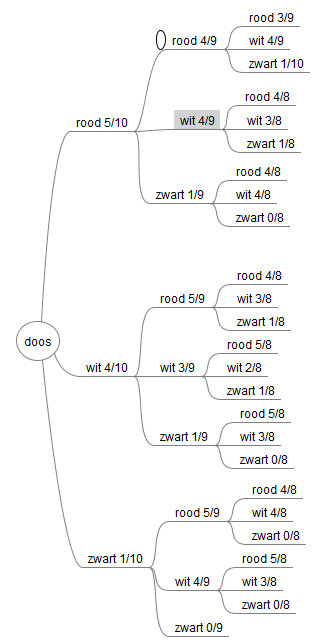 doos
rood 5/10
rood 4/9
rood 3/9
wit 4/9
zwart 1/10
wit 4/9
rood 4/8
wit 3/8
zwart 1/8
zwart 1/9
rood 4/8
wit 4/8
zwart 0/8
wit 4/10
rood 5/9
rood 4/8
wit 3/8
zwart 1/8
wit 3/9
rood 5/8
wit 2/8
zwart 1/8
zwart 1/9
rood 5/8
wit 3/8
zwart 0/8
zwart 1/10
rood 5/9
rood 4/8
wit 4/8
zwart 0/8
wit 4/9
rood 5/8
wit 3/8
zwart 0/8
zwart 0/9